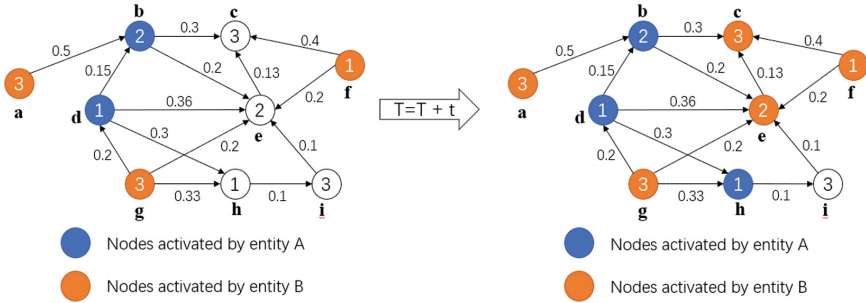 b
c
0.3
2
3
0.5
0.4
3
0.15
0.2
0.13
1
a
f
0.36
0.2
d
1
2
e
0.3
0.2
0.2
0.1
3
0.33
1
0.1
3
g
h
i
Nodes activated by entity A
Nodes activated by entity B
T=T + t
b
c
0.3
2
3
0.5
0.4
3
0.15
0.2
0.13
1
a
f
0.36
0.2
d
1
2
e
0.3
0.2
0.2
0.1
3
0.33
1
0.1
3
g
h
i
Nodes activated by entity A
Nodes activated by entity B